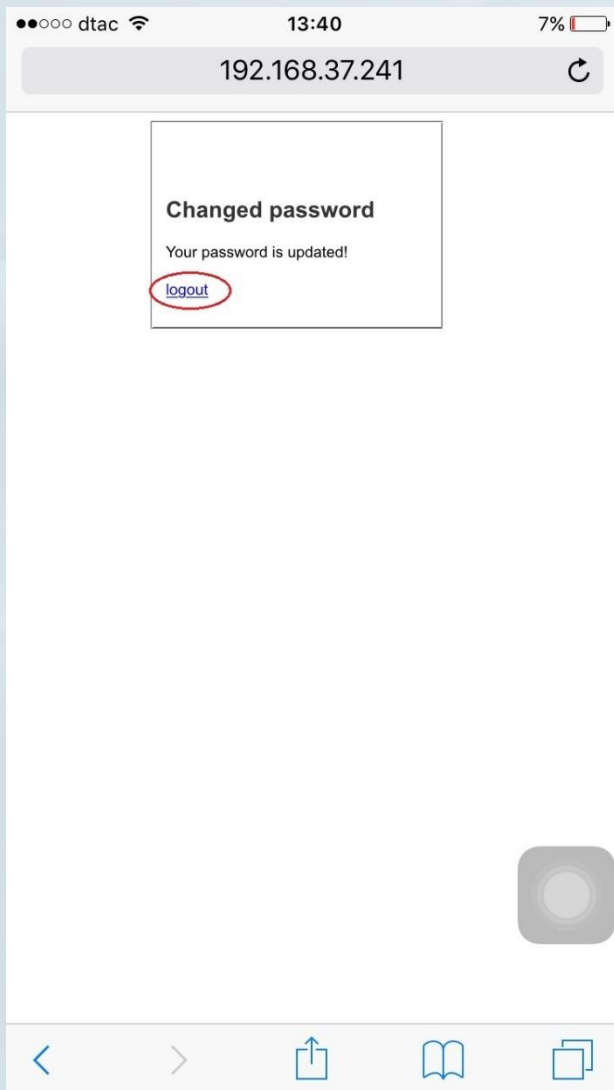 dtac
13:40
7%
192.168.37.241
Changed password
Your password is updated!
logout